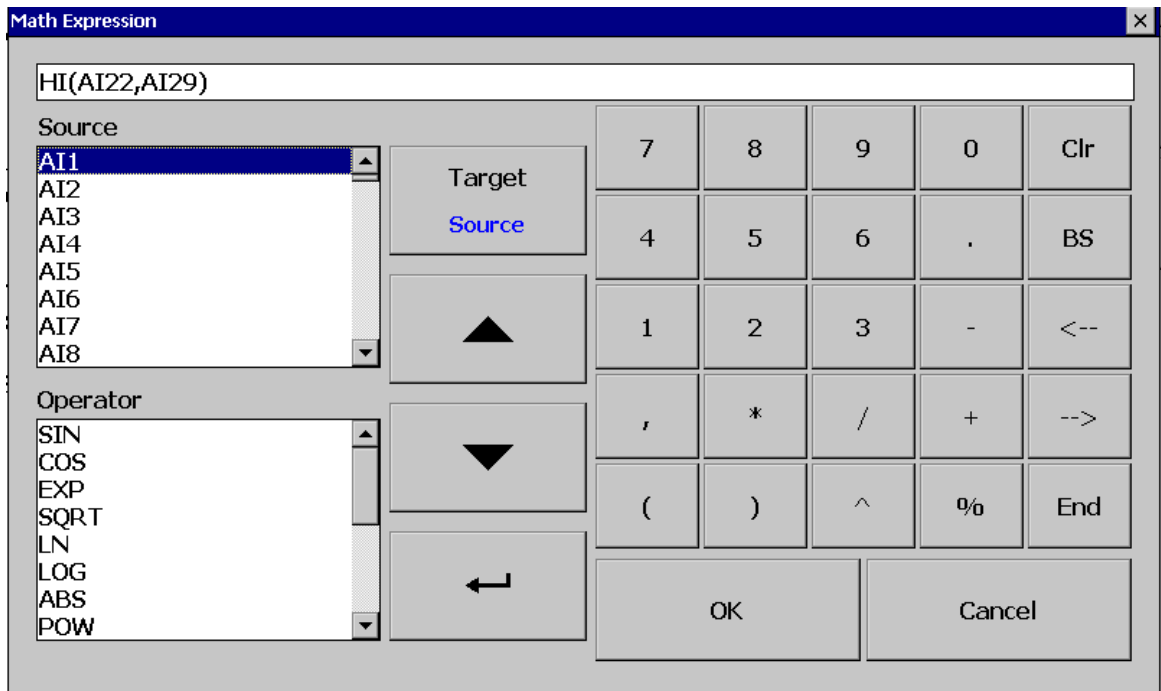 Math Expression
HI(AI22,AI29)
Source
AI1
AI2
AI3
AI4
AI5
AI6
AI7
AI8
Operator
SIN
COS
EXP
SQRT
LN
LOG
ABS
POW
Target
Source
7 8 9 0 Clr
4 5 6 . BS
1 2 3 - <--
, * / + -->
( ) ^ % End
OK Cancel